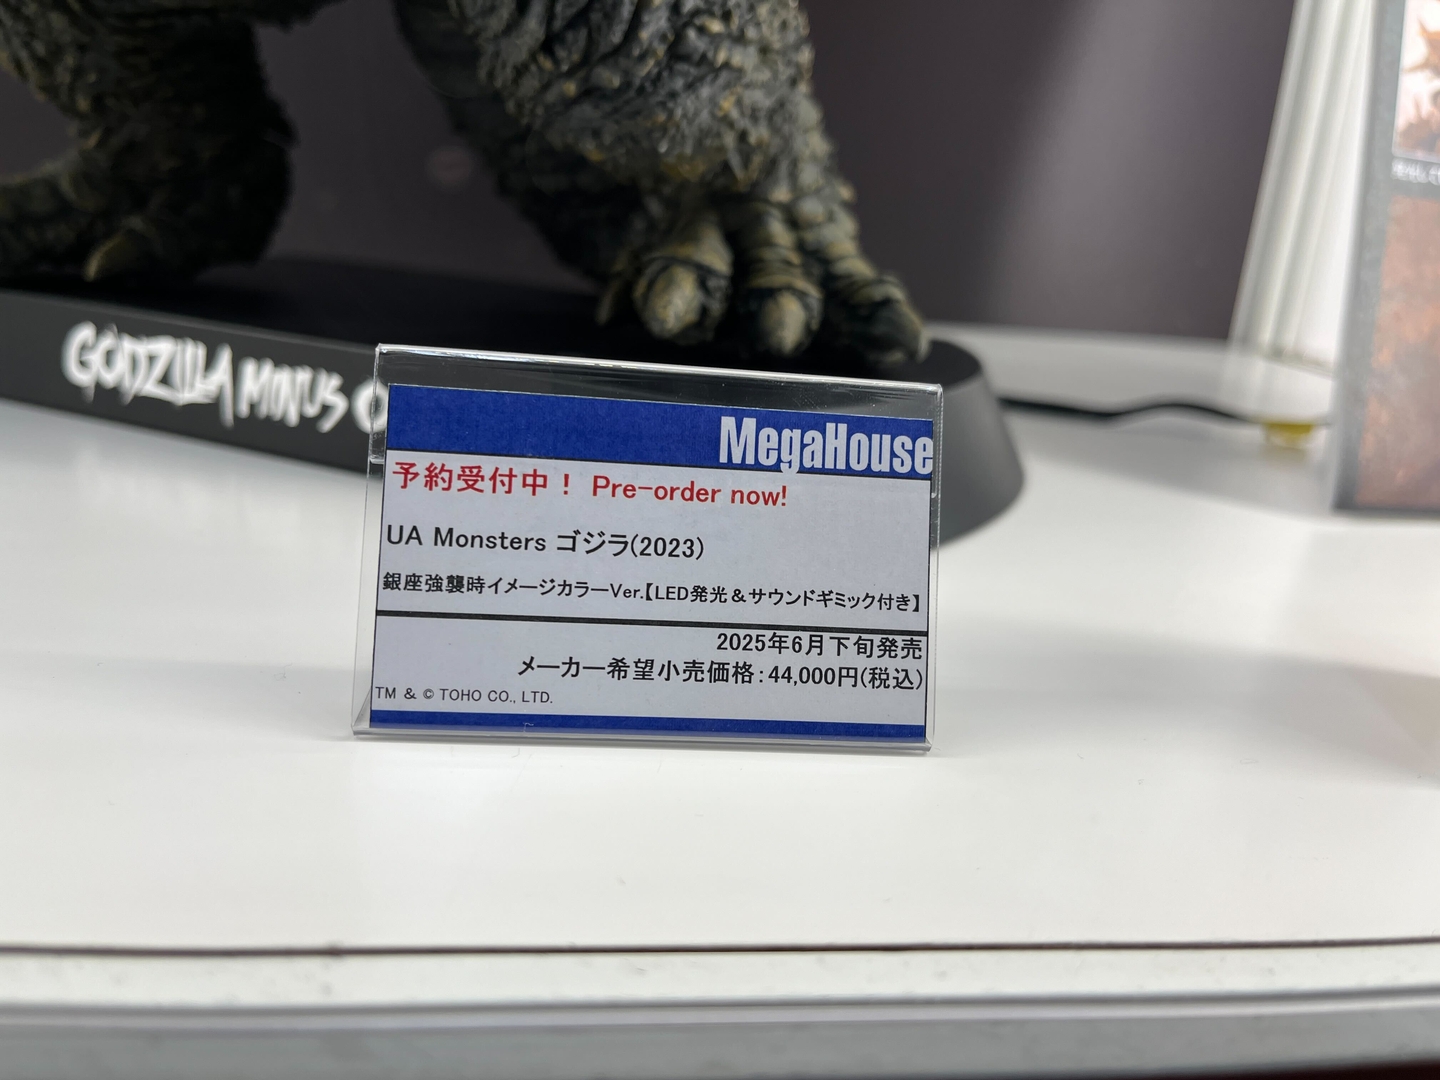 GODZILLA MINUS
MegaHouse
予約受付中！ Pre-order now!
UA Monsters ゴジラ(2023)
銀座強襲時イメージカラーVer.【LED発光＆サウンドギミック付き】
2025年6月下旬発売
メーカー希望小売価格：44,000円(税込)
TM & © TOHO CO., LTD.